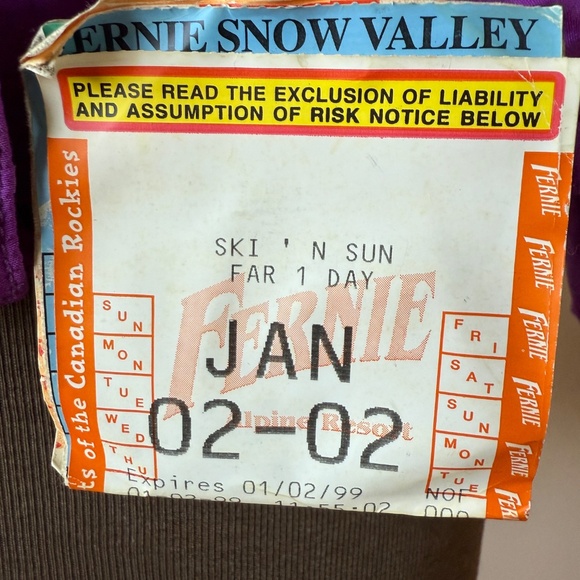 ERNIE SNOW VALLEY
PLEASE READ THE EXCLUSION OF LIABILITY
AND ASSUMPTION OF RISK NOTICE BELOW
ts of the Canadian Rockies
SKI ' N SUN
FAR 1 DAY
FERNIE
Alpine Resort
JAN
02-02
Expires 01/02/99
NOF
SUN
MON
TUE
WED
THU
FRI
SAT
SUN
MON
TUE
FERNIE
FERNIE
FERNIE
FERNIE
FERNIE
FERNIE